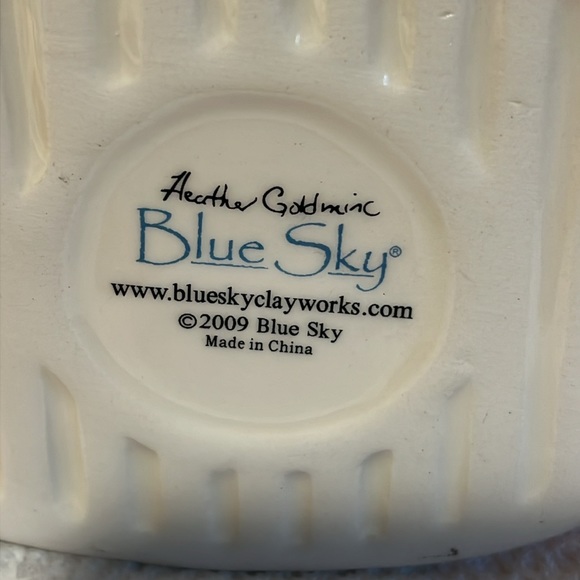 Heather Goldminc
Blue Sky®
www.blueskyclayworks.com
©2009 Blue Sky
Made in China